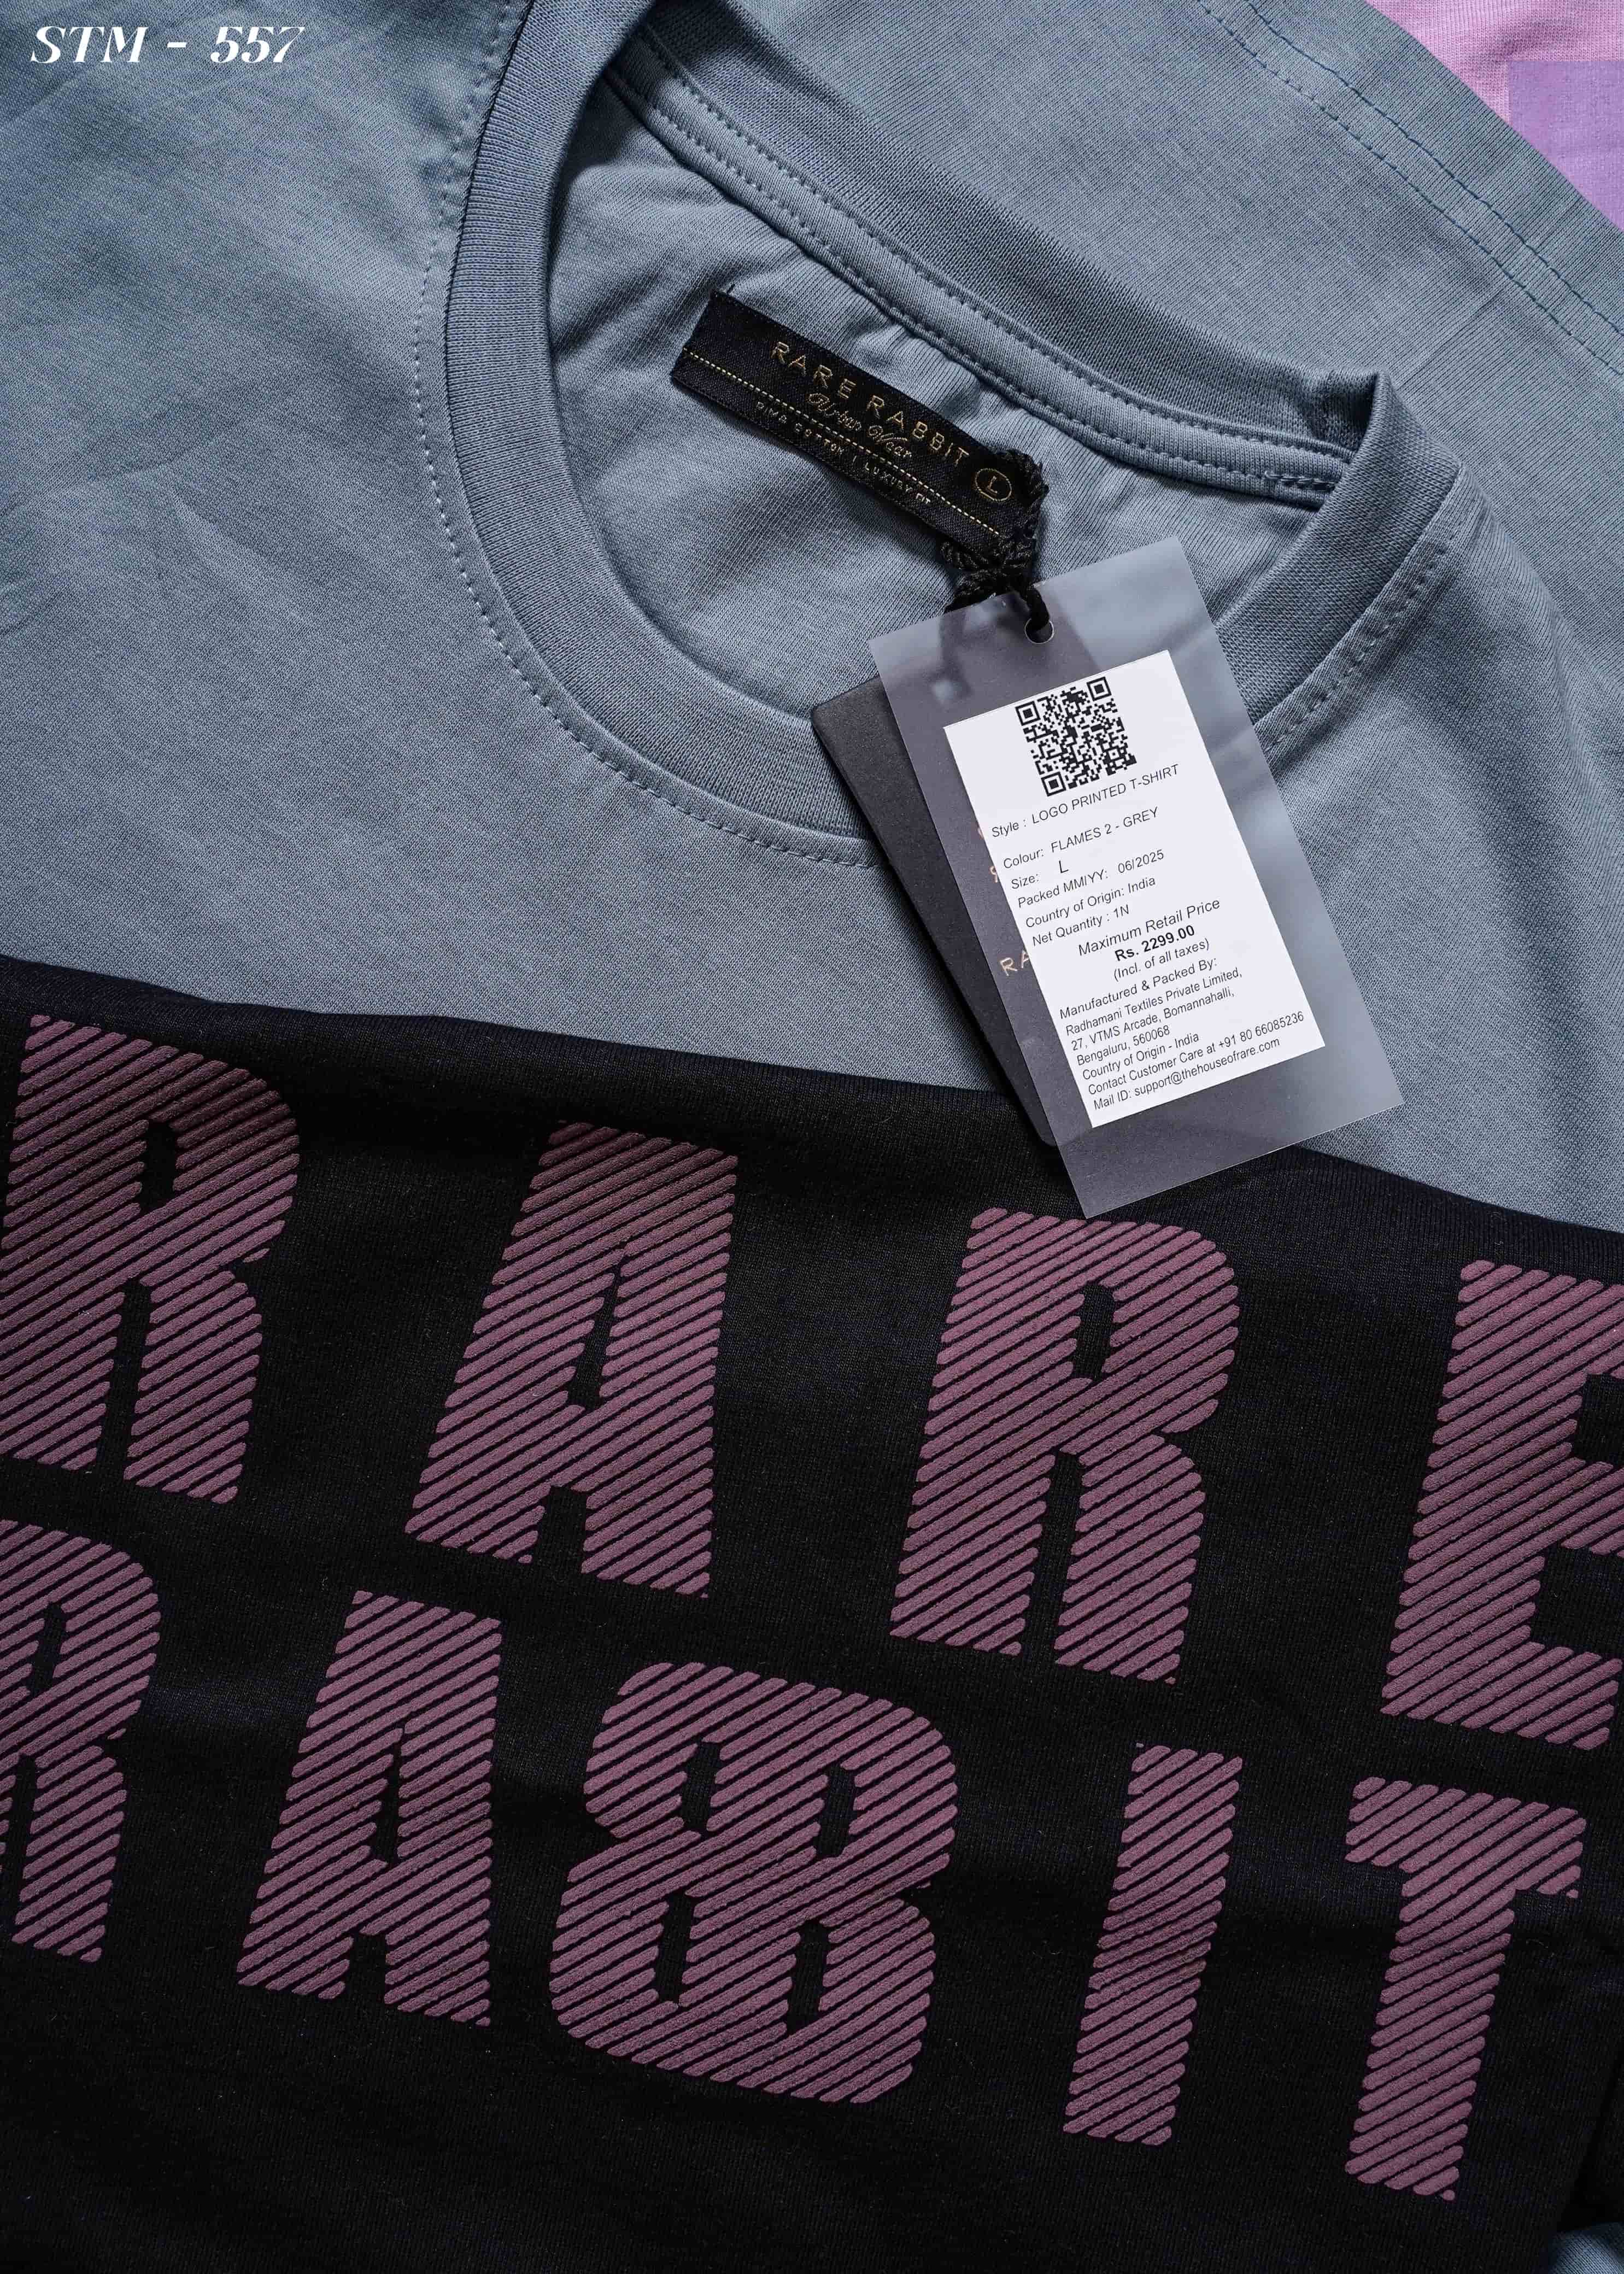 STM - 557
RARE RABBIT
Urban Wear
L
PIMA COTTON | LUXURY FIT
Style : LOGO PRINTED T-SHIRT
Colour: FLAMES 2 - GREY
Size: L
Packed MM/YY: 06/2025
Country of Origin: India
Net Quantity : 1N
Maximum Retail Price
Rs. 2299.00
(Incl. of all taxes)
Manufactured & Packed By:
Radhamani Textiles Private Limited,
27, VTMS Arcade, Bomannahalli,
Bengaluru, 560068
Country of Origin - India
Contact Customer Care at +91 80 66085236
Mail ID: support@thehouseofrare.com
RA
RARE
RABIT